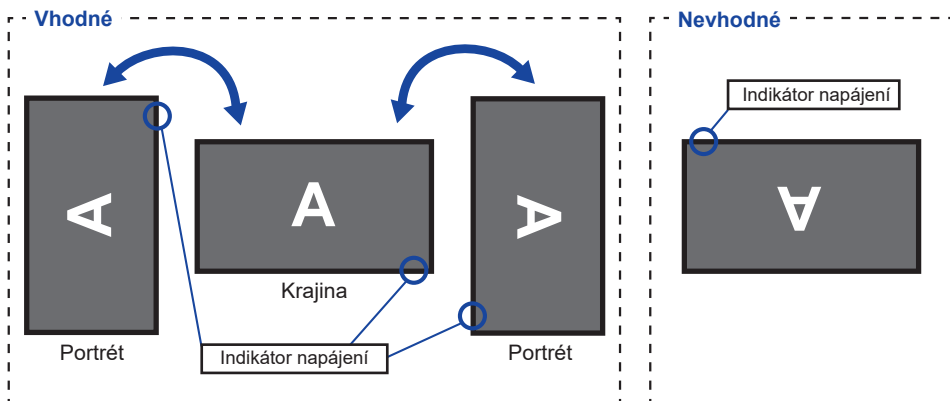 Vhodné
Nevhodné
Indikátor napájení
A
A
A
A
Krajina
Portrét
Indikátor napájení
Portrét